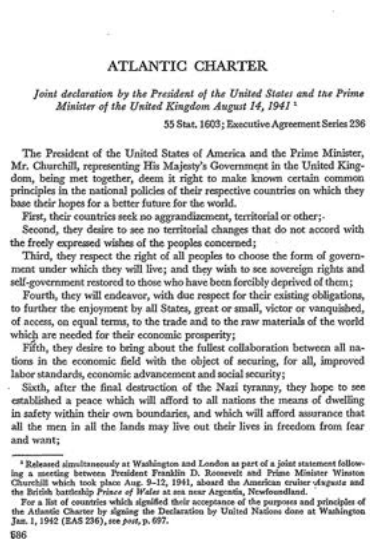 ATLANTIC CHARTER
Joint declaration by the President of the United States and the Prime
Minister of the United Kingdom August 14, 1941 ¹
55 Stat. 1603; Executive Agreement Series 236
The President of the United States of America and the Prime Minister,
Mr. Churchill, representing His Majesty's Government in the United King-
dom, being met together, deem it right to make known certain common
principles in the national policies of their respective countries on which they
base their hopes for a better future for the world.
First, their countries seek no aggrandizement, territorial or other;
Second, they desire to see no territorial changes that do not accord with
the freely expressed wishes of the peoples concerned;
Third, they respect the right of all peoples to choose the form of govern-
ment under which they will live; and they wish to see sovereign rights and
self-government restored to those who have been forcibly deprived of them;
Fourth, they will endeavor, with due respect for their existing obligations,
to further the enjoyment by all States, great or small, victor or vanquished,
of access, on equal terms, to the trade and to the raw materials of the world
which are needed for their economic prosperity;
Fifth, they desire to bring about the fullest collaboration between all na-
tions in the economic field with the object of securing, for all, improved
labor standards, economic advancement and social security;
Sixth, after the final destruction of the Nazi tyranny, they hope to see
established a peace which will afford to all nations the means of dwelling
in safety within their own boundaries, and which will afford assurance that
all the men in all the lands may live out their lives in freedom from fear
and want;
¹ Released simultaneously at Washington and London as part of a joint statement follow-
ing a meeting between President Franklin D. Roosevelt and Prime Minister Winston
Churchill which took place Aug. 9–12, 1941, aboard the American cruiser Augusta and
the British battleship Prince of Wales at sea near Argentia, Newfoundland.
For a list of countries which signified their acceptance of the purposes and principles of
the Atlantic Charter by signing the Declaration by United Nations done at Washington
Jan. 1, 1942 (EAS 236), see post, p. 697.
686